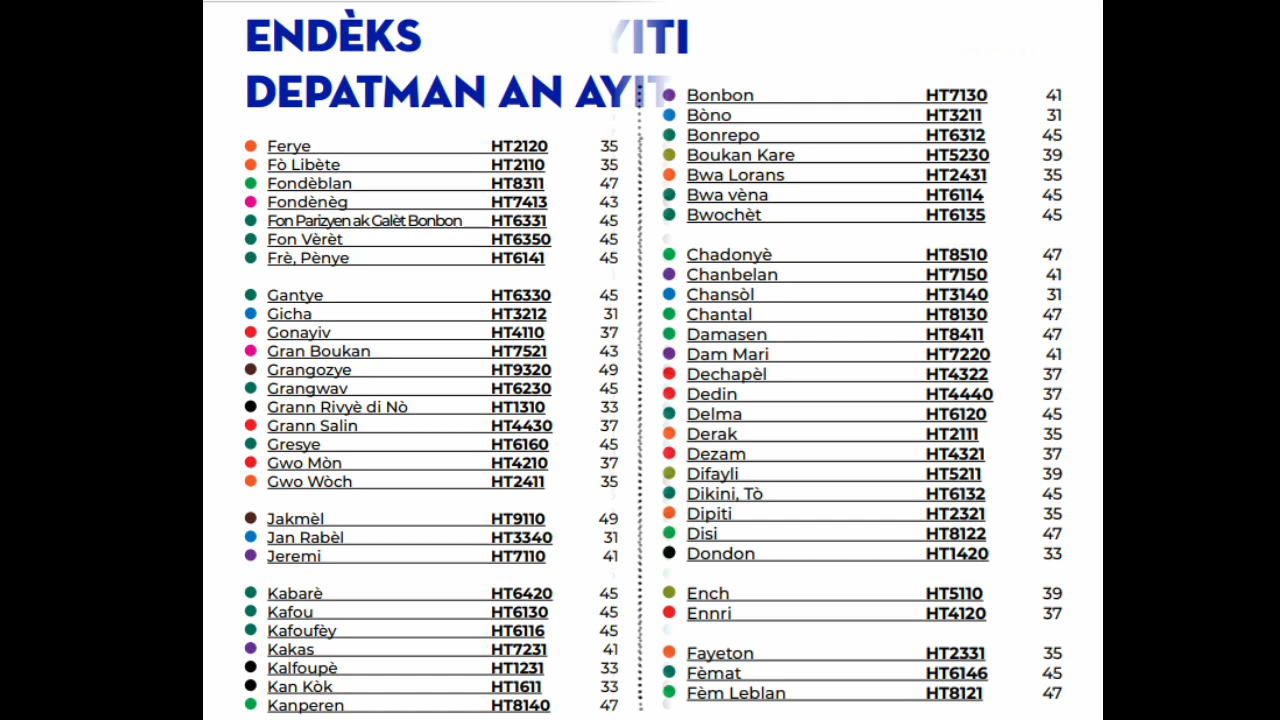 ENDÈKS
YITI
DEPATMAN AN AYIT
Ferye HT2120 35
Fò Libète HT2110 35
Fondèblan HT8311 47
Fondènèg HT7413 43
Fon Parizyen ak Galèt Bonbon HT6331 45
Fon Vèrèt HT6350 45
Frè, Pènye HT6141 45
Gantye HT6330 45
Gicha HT3212 31
Gonayiv HT4110 37
Gran Boukan HT7521 43
Grangozye HT9320 49
Grangwav HT6230 45
Grann Rivyè di Nò HT1310 33
Grann Salin HT4430 37
Gresye HT6160 45
Gwo Mòn HT4210 37
Gwo Wòch HT2411 35
Jakmèl HT9110 49
Jan Rabèl HT3340 31
Jeremi HT7110 41
Kabarè HT6420 45
Kafou HT6130 45
Kafoufèy HT6116 45
Kakas HT7231 41
Kalfoupè HT1231 33
Kan Kòk HT1611 33
Kanperen HT8140 47
Bonbon HT7130 41
Bòno HT3211 31
Bonrepo HT6312 45
Boukan Kare HT5230 39
Bwa Lorans HT2431 35
Bwa vèna HT6114 45
Bwochèt HT6135 45
Chadonyè HT8510 47
Chanbelan HT7150 41
Chansòl HT3140 31
Chantal HT8130 47
Damasen HT8411 47
Dam Mari HT7220 41
Dechapèl HT4322 37
Dedin HT4440 37
Delma HT6120 45
Derak HT2111 35
Dezam HT4321 37
Difayli HT5211 39
Dikini, Tò HT6132 45
Dipiti HT2321 35
Disi HT8122 47
Dondon HT1420 33
Ench HT5110 39
Ennri HT4120 37
Fayeton HT2331 35
Fèmat HT6146 45
Fèm Leblan HT8121 47